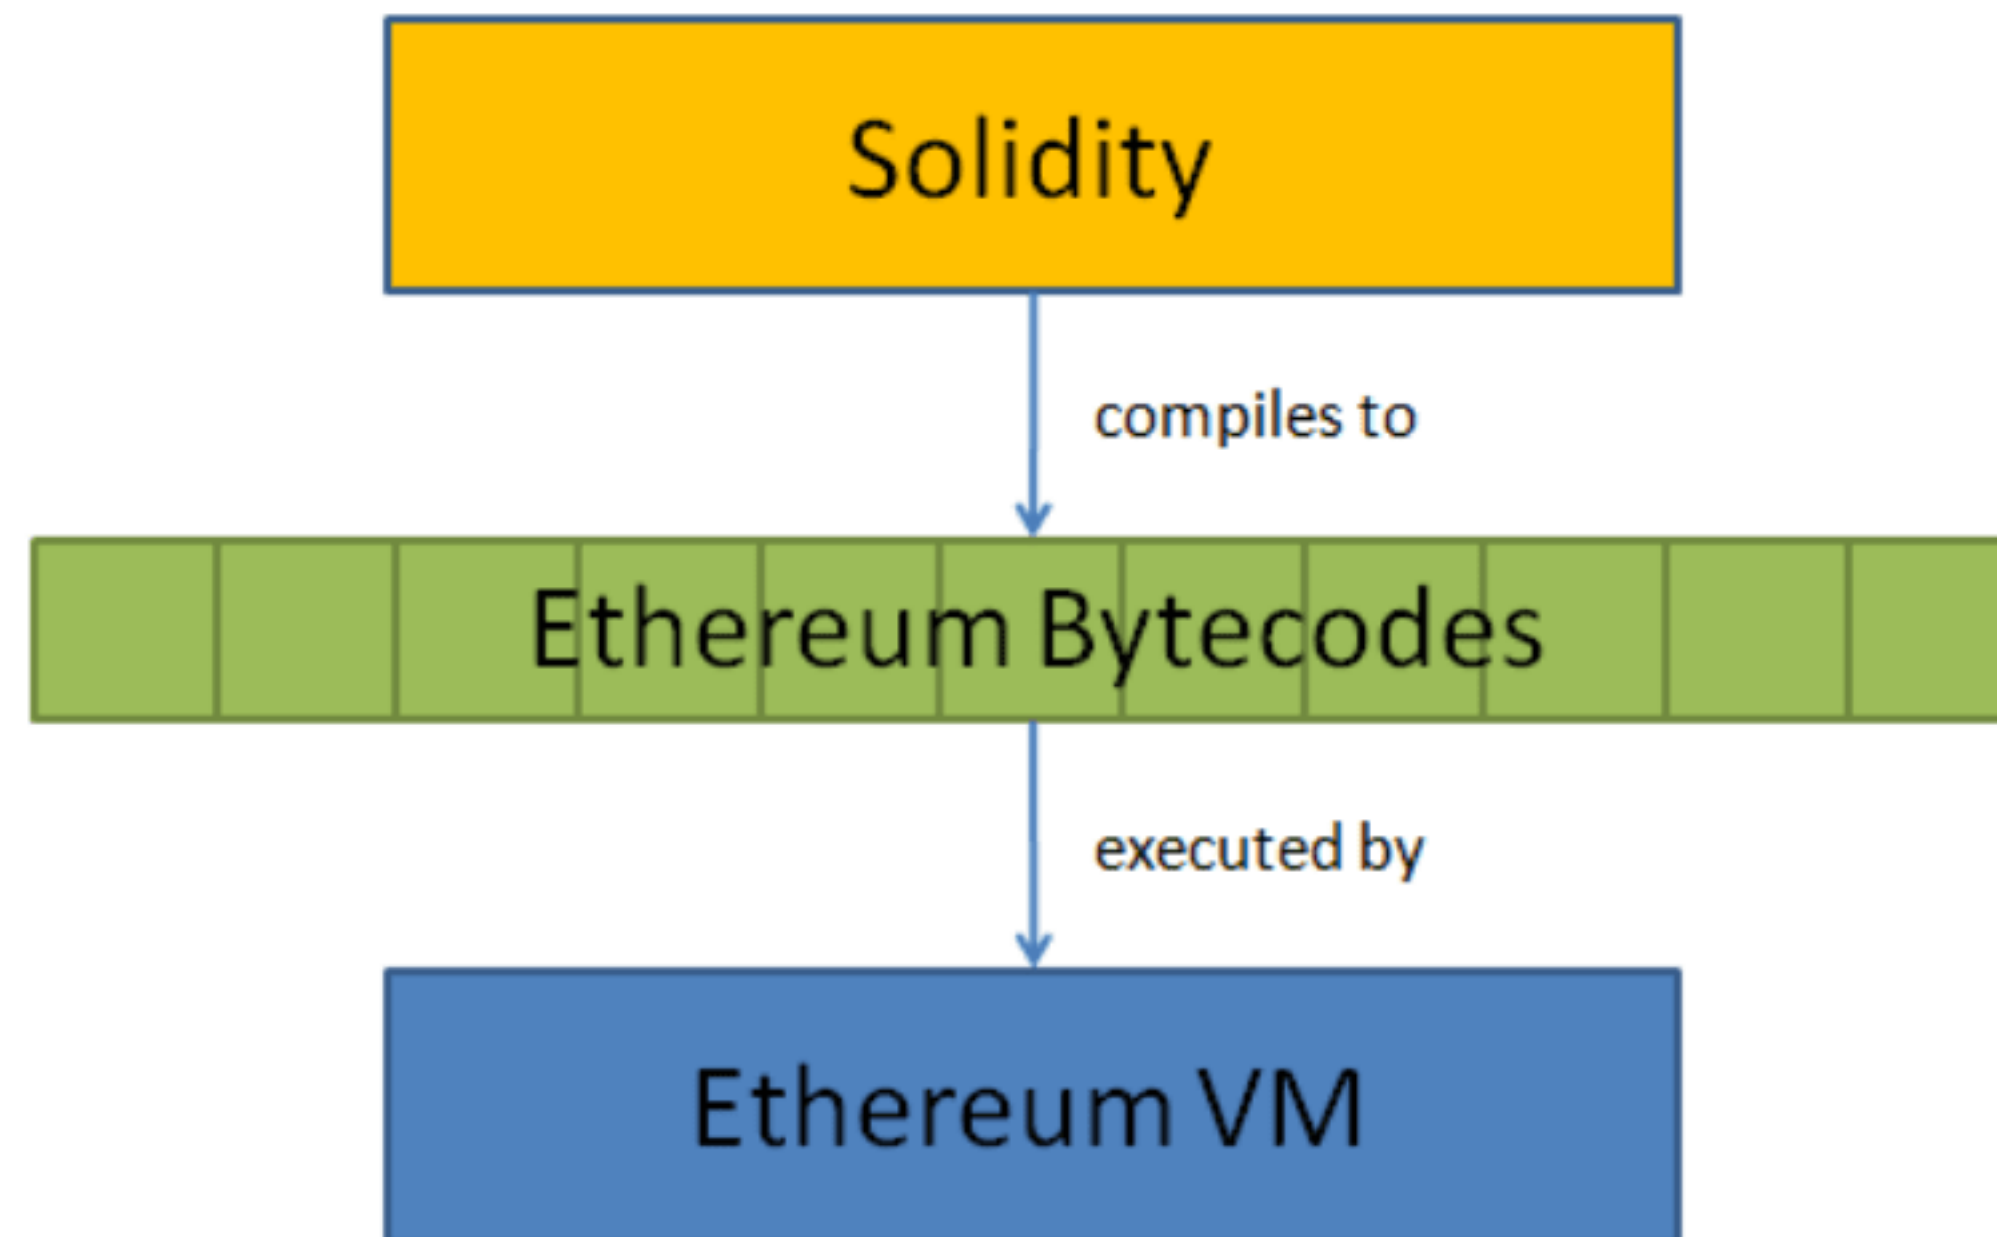 Solidity
compiles to
Ethereum Bytecodes
executed by
Ethereum VM